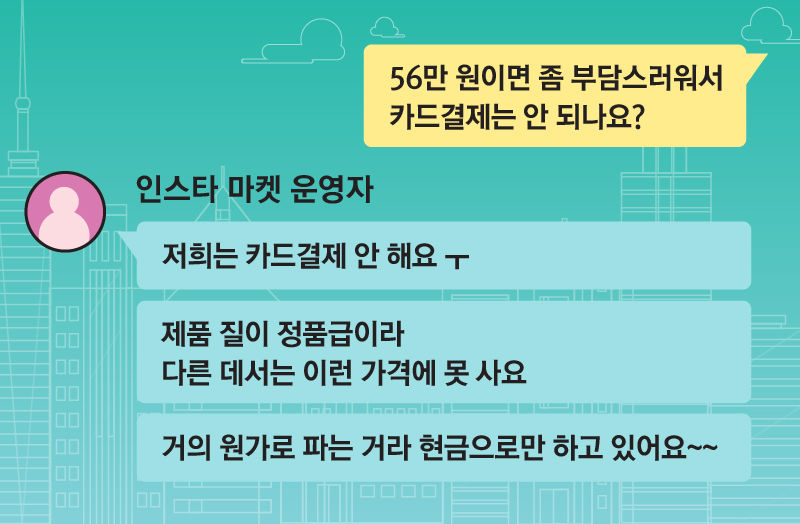 56만 원이면 좀 부담스러워서
카드결제는 안 되나요?
인스타 마켓 운영자
저희는 카드결제 안 해요 ㅜ
제품 질이 정품급이라
다른 데서는 이런 가격에 못 사요
거의 원가로 파는 거라 현금으로만 하고 있어요~~